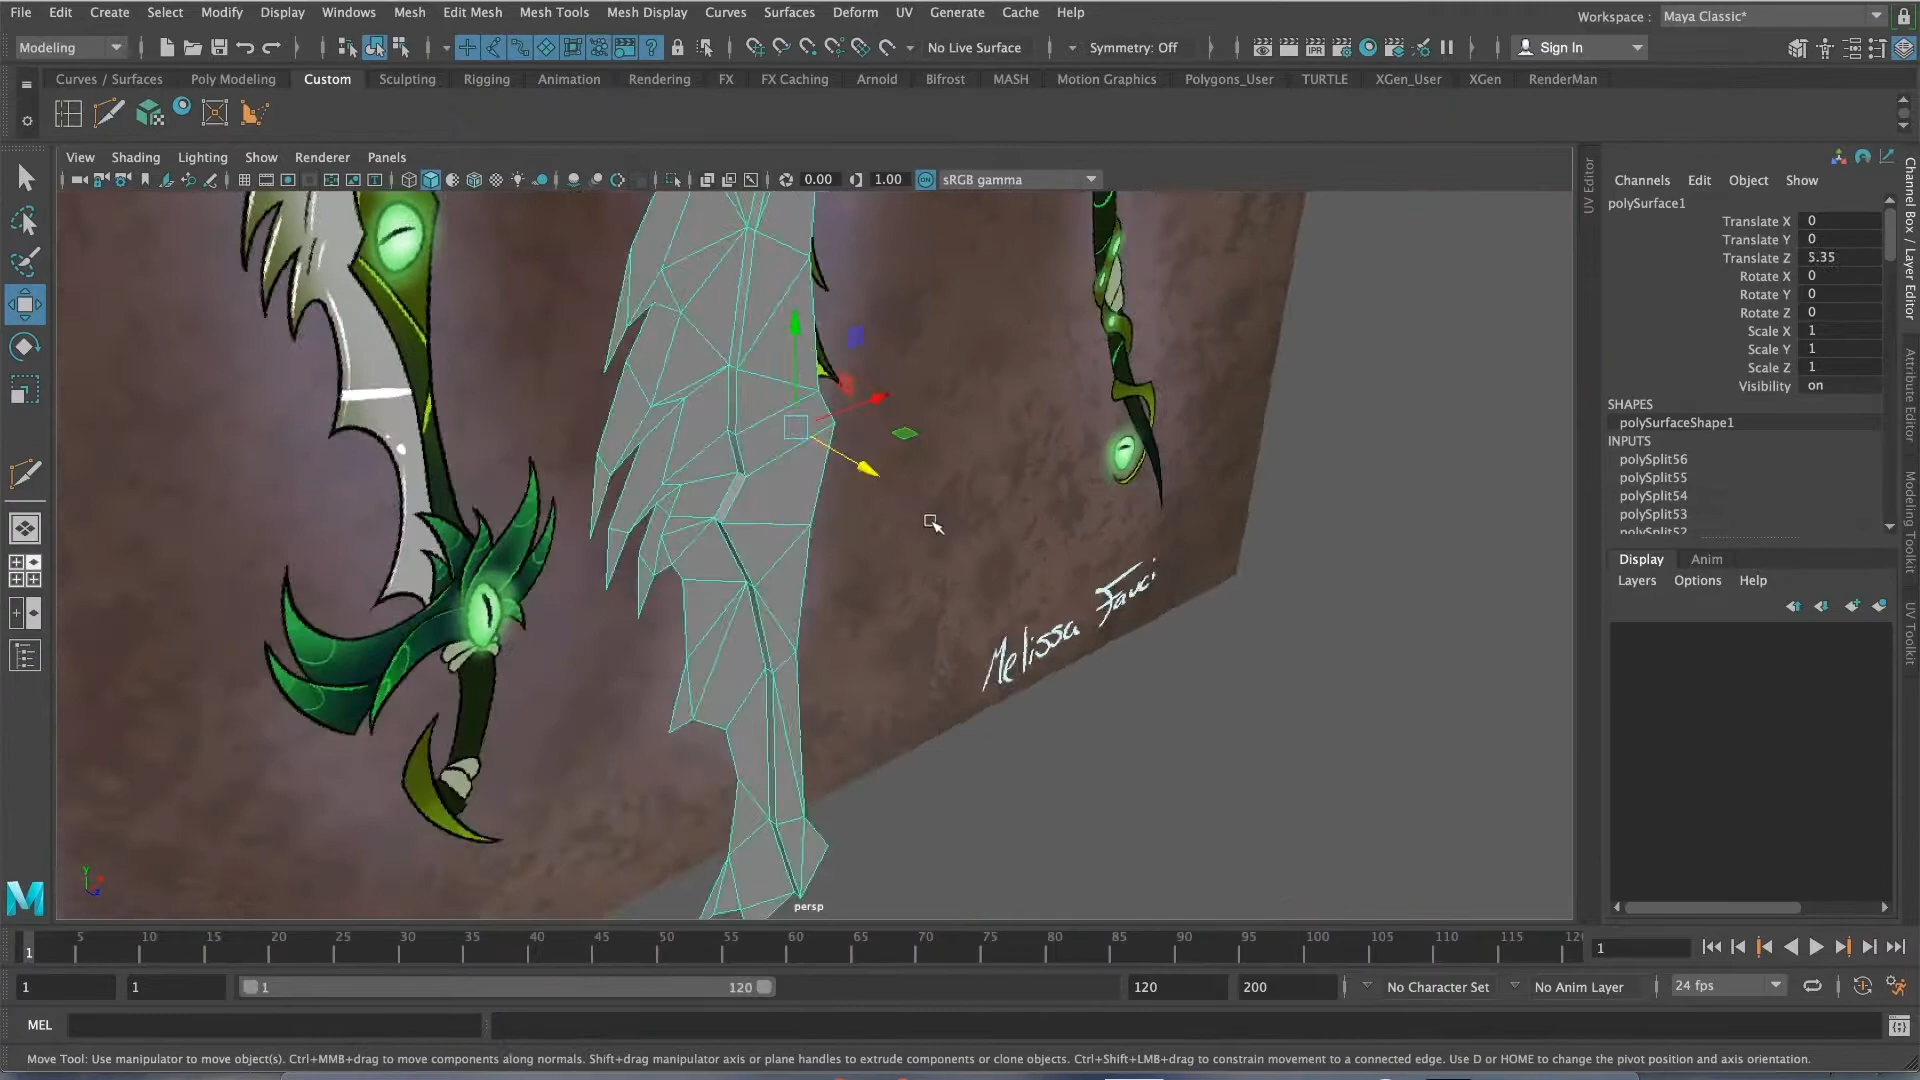 File Edit Create Select Modify Display Windows Mesh Edit Mesh Mesh Tools Mesh Display Curves Surfaces Deform UV Generate Cache Help
Workspace : Maya Classic*
Modeling
No Live Surface
Symmetry: Off
Sign In
Curves / Surfaces Poly Modeling Custom Sculpting Rigging Animation Rendering FX FX Caching Arnold Bifrost MASH Motion Graphics Polygons_User TURTLE XGen_User XGen RenderMan
View Shading Lighting Show Renderer Panels
0.00 1.00 ON sRGB gamma
UV Editor
Channels Edit Object Show
polySurface1
Translate X 0
Translate Y 0
Translate Z 5.35
Rotate X 0
Rotate Y 0
Rotate Z 0
Scale X 1
Scale Y 1
Scale Z 1
Visibility on
SHAPES
polySurfaceShape1
INPUTS
polySplit56
polySplit55
polySplit54
polySplit53
polySplit52
Display Anim
Layers Options Help
Channel Box / Layer Editor
Attribute Editor
Modeling Toolkit
UV Toolkit
IPR
Melissa
persp
5 10 15 20 25 30 35 40 45 50 55 60 65 70 75 80 85 90 95 100 105 110 115
1
1
1 1 1 120 120 200 No Character Set No Anim Layer 24 fps
MEL
Move Tool: Use manipulator to move object(s). Ctrl+MMB+drag to move components along normals. Shift+drag manipulator axis or plane handles to extrude components or clone objects. Ctrl+Shift+LMB+drag to constrain movement to a connected edge. Use D or HOME to change the pivot position and axis orientation.